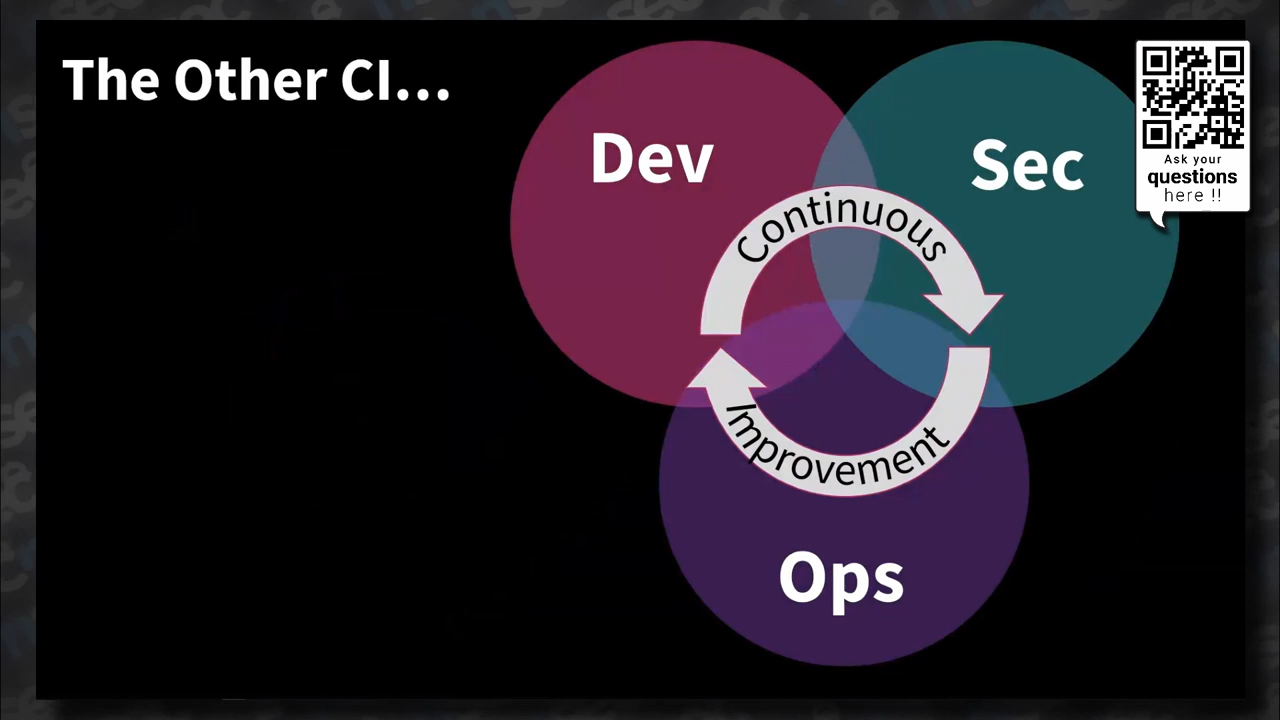 The Other CI...
Dev
Sec
Continuous
Improvement
Ops
Ask your
questions
here !!